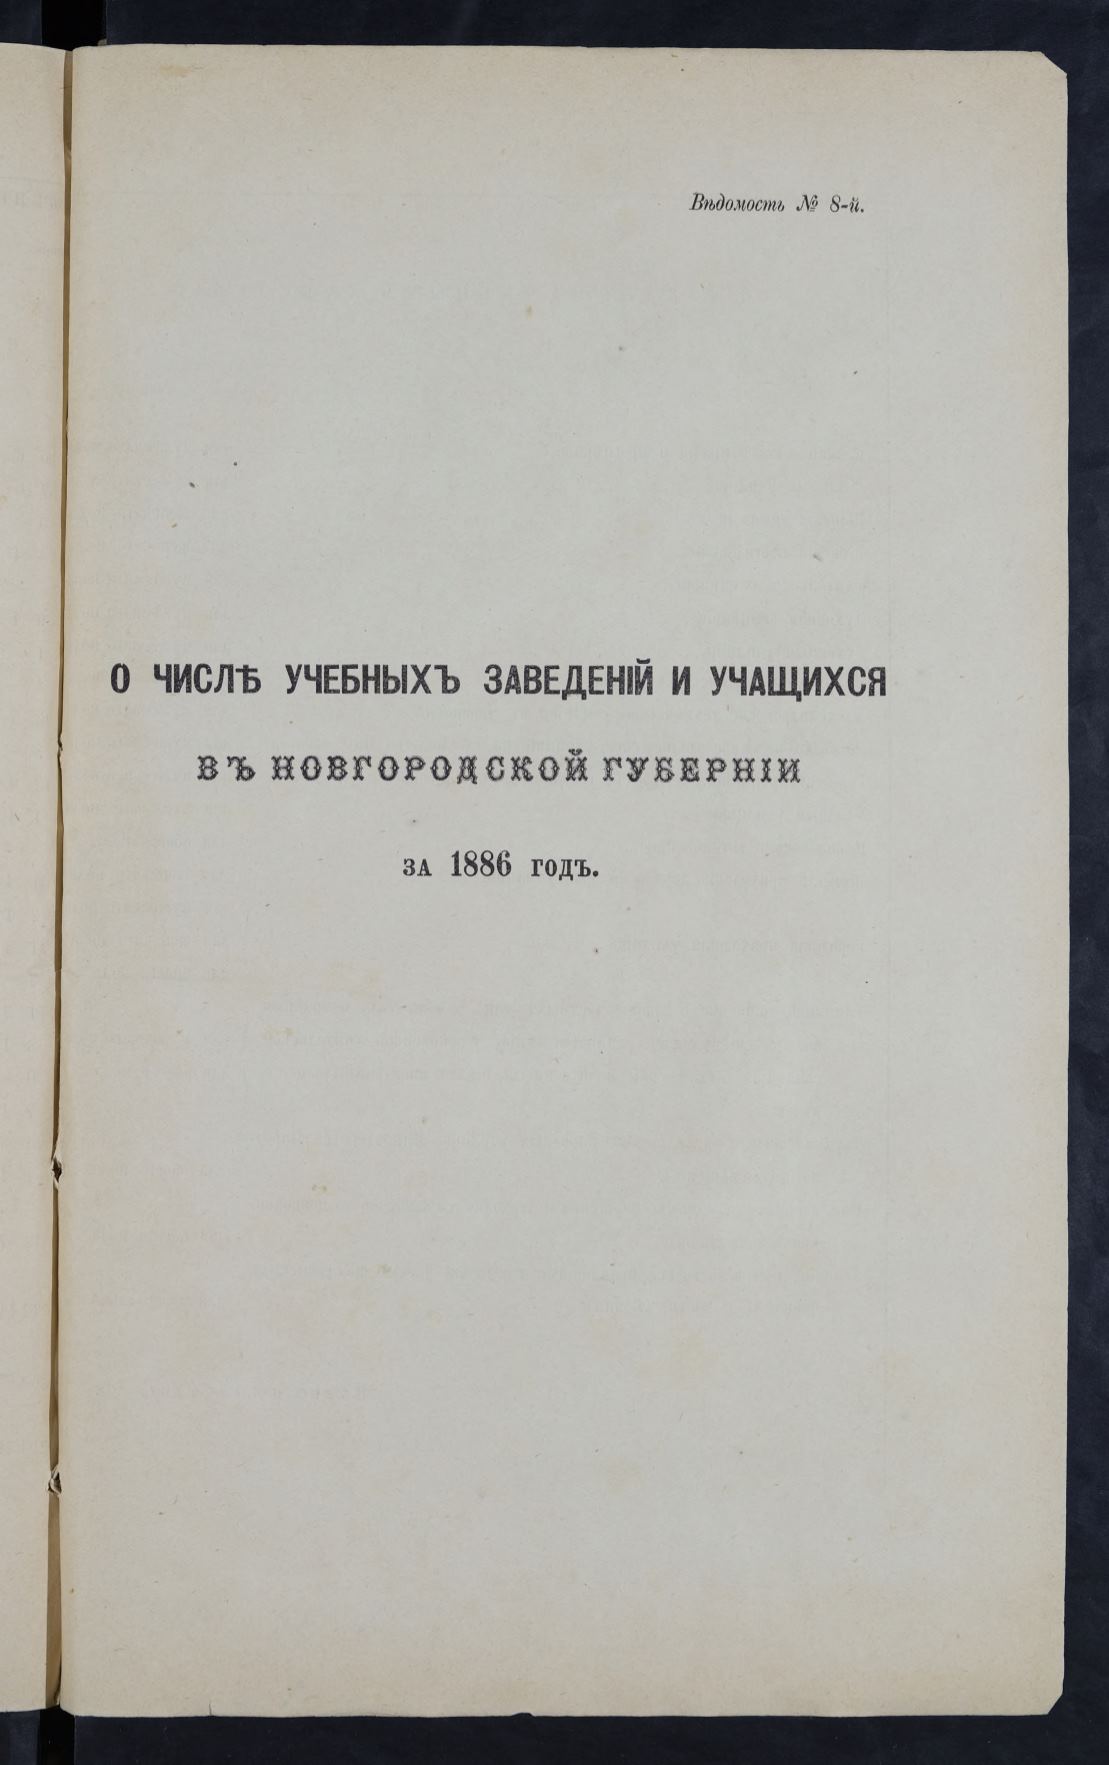 Вѣдомость № 8-й.
О ЧИСЛѢ УЧЕБНЫХЪ ЗАВЕДЕНІЙ И УЧАЩИХСЯ
ВЪ НОВГОРОДСКОЙ ГУБЕРНІИ
ЗА 1886 ГОДЪ.